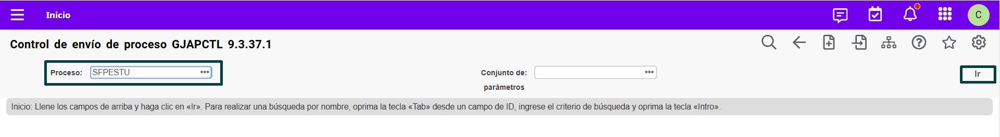 Inicio
C
Control de envío de proceso GJAPCTL 9.3.37.1
Proceso: SFPESTU ••• Conjunto de: ••• Ir
parámetros
Inicio: Llene los campos de arriba y haga clic en «Ir». Para realizar una búsqueda por nombre, oprima la tecla «Tab» desde un campo de ID, ingrese el criterio de búsqueda y oprima la tecla «Intro».